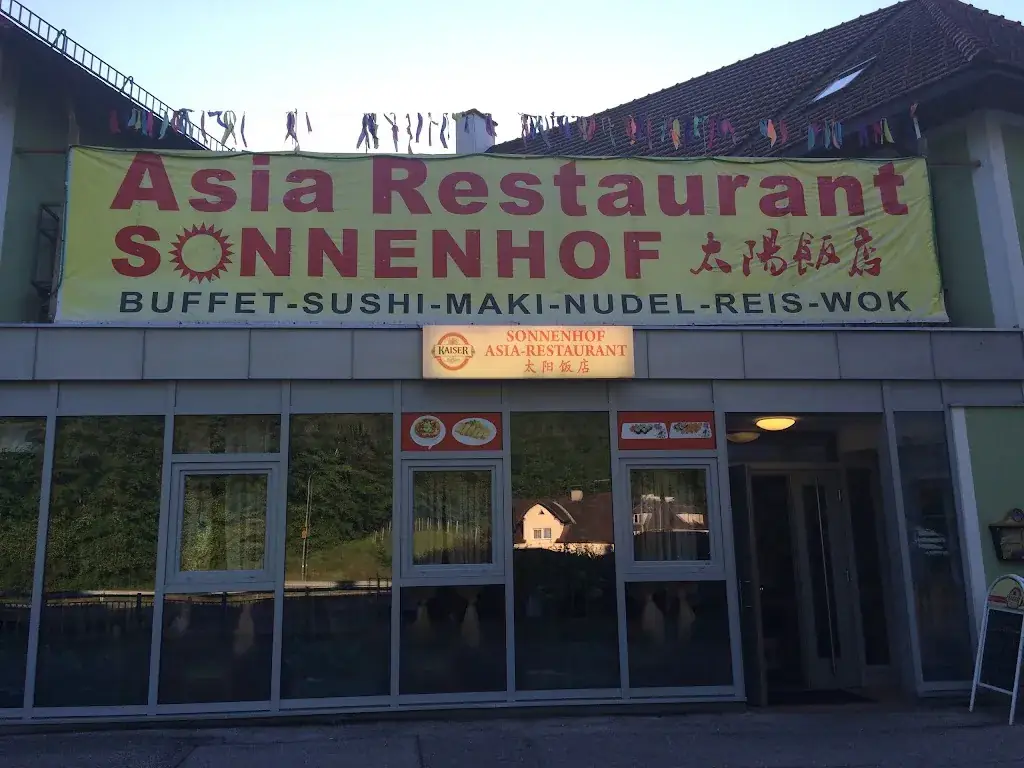 Asia Restaurant
SONNENHOF 太陽飯店
BUFFET-SUSHI-MAKI-NUDEL-REIS-WOK
KAISER
SONNENHOF
ASIA-RESTAURANT
太阳饭店